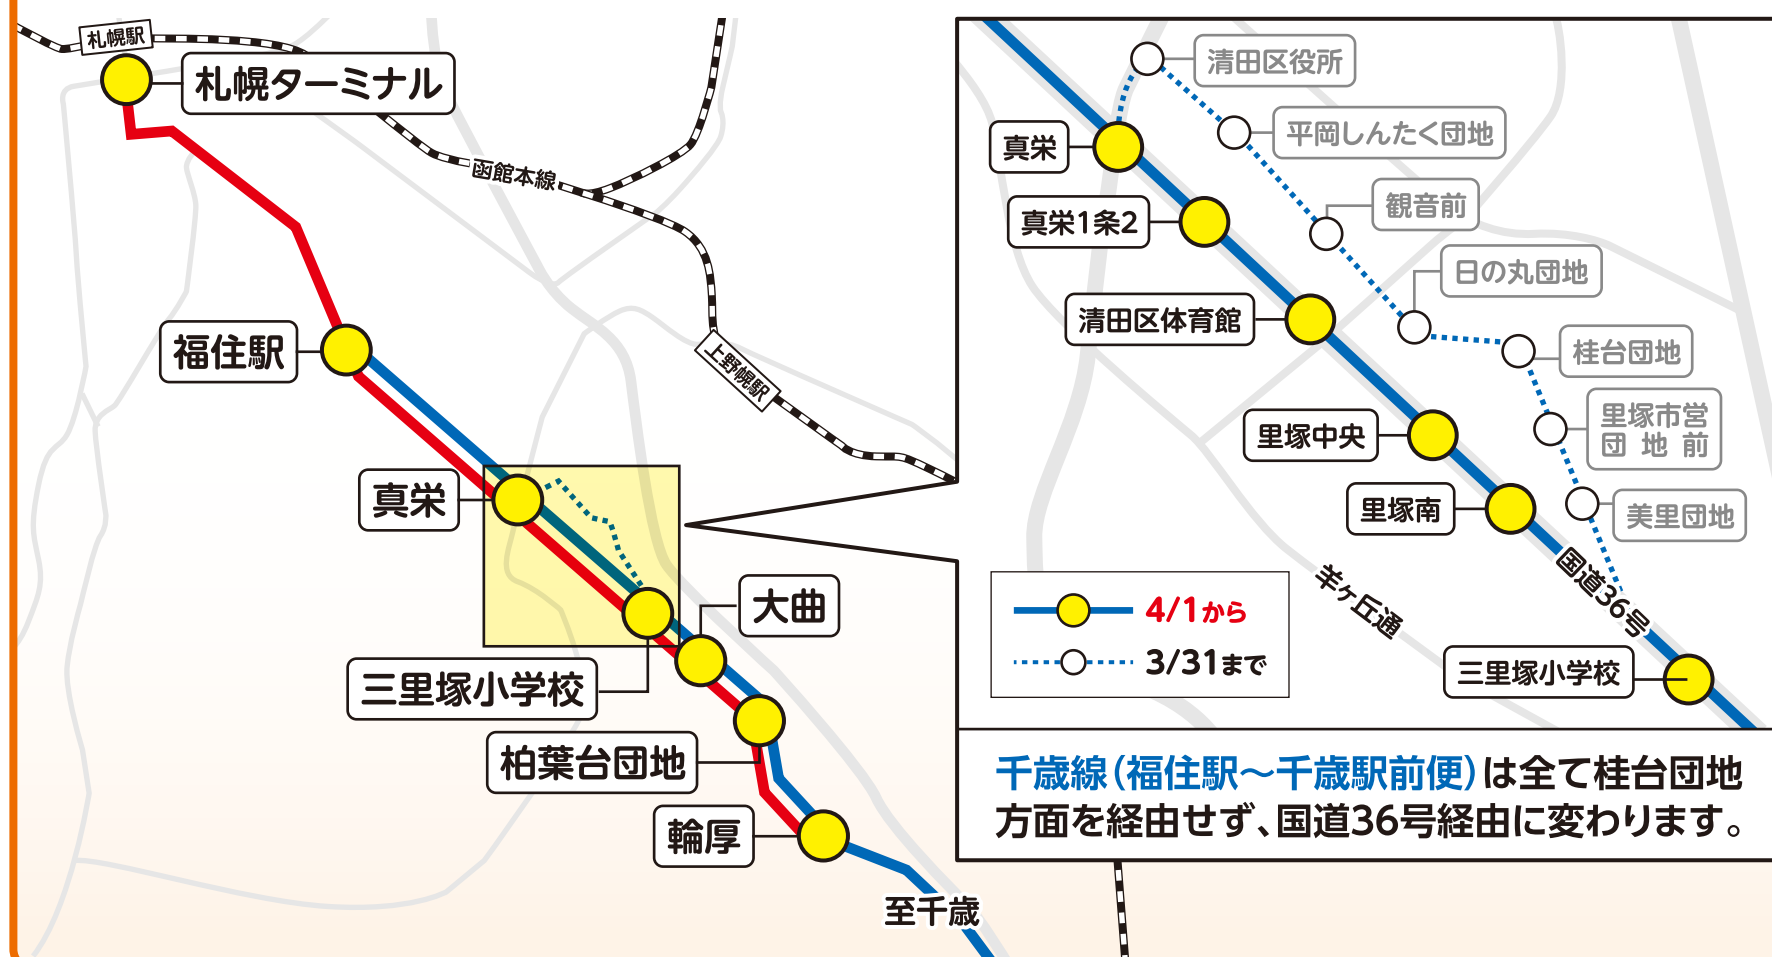 札幌駅
札幌ターミナル
函館本線
福住駅
上野幌駅
真栄
大曲
三里塚小学校
柏葉台団地
輪厚
至千歳
清田区役所
平岡しんたく団地
真栄
観音前
真栄1条2
日の丸団地
清田区体育館
桂台団地
里塚中央
里塚市営
団地前
里塚南
美里団地
国道36号
羊ヶ丘通
4/1から
3/31まで
三里塚小学校
千歳線(福住駅～千歳駅前便)は全て桂台団地
方面を経由せず、国道36号経由に変わります。